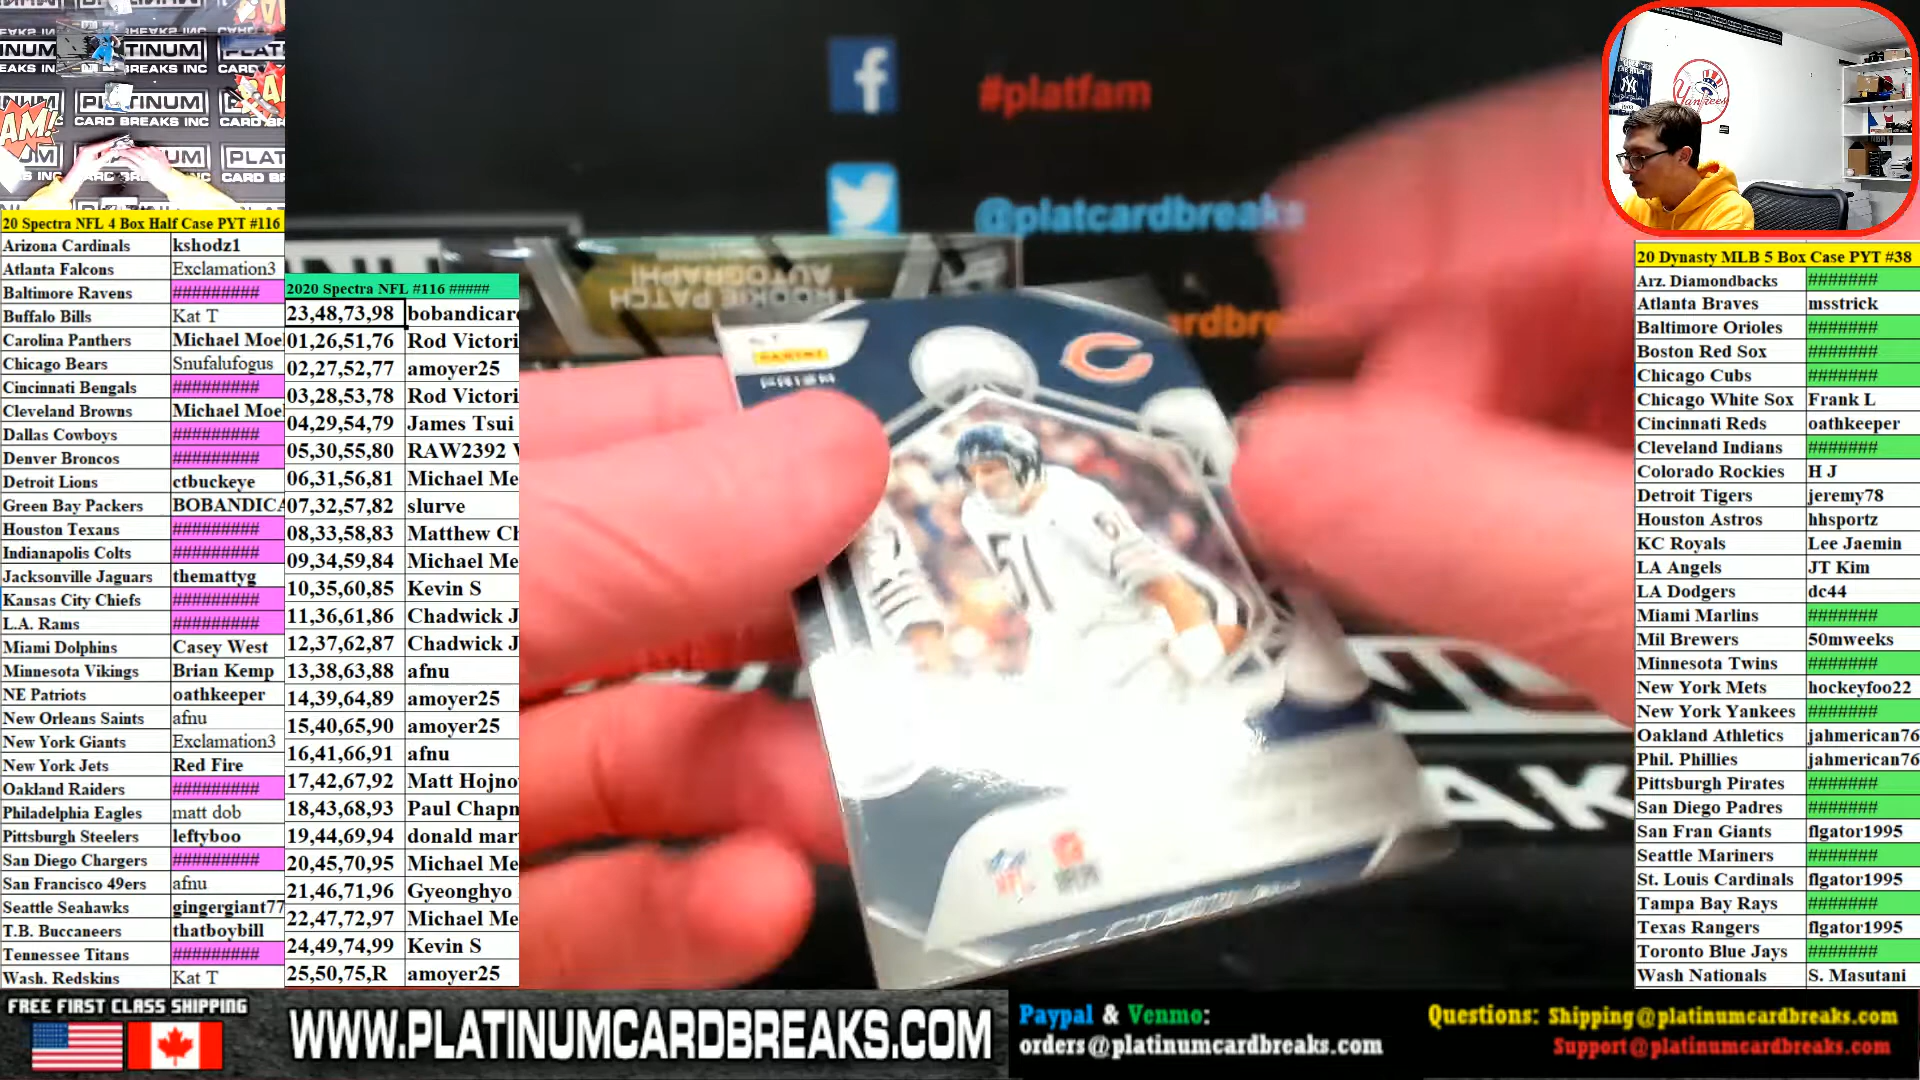 20 Spectra NFL 4 Box Half Case PYT #116
Arizona Cardinals kshodz1
Atlanta Falcons Exclamation3
Baltimore Ravens #########
Buffalo Bills Kat T
Carolina Panthers Michael Moe
Chicago Bears Snufalufogus
Cincinnati Bengals #########
Cleveland Browns Michael Moe
Dallas Cowboys #########
Denver Broncos #########
Detroit Lions ctbuckeye
Green Bay Packers BOBANDICA
Houston Texans #########
Indianapolis Colts #########
Jacksonville Jaguars themattyg
Kansas City Chiefs #########
L.A. Rams #########
Miami Dolphins Casey West
Minnesota Vikings Brian Kemp
NE Patriots oathkeeper
New Orleans Saints afnu
New York Giants Exclamation3
New York Jets Red Fire
Oakland Raiders #########
Philadelphia Eagles matt dob
Pittsburgh Steelers leftyboo
San Diego Chargers #########
San Francisco 49ers afnu
Seattle Seahawks gingergiant77
T.B. Buccaneers thatboybill
Tennessee Titans #########
Wash. Redskins Kat T
2020 Spectra NFL #116 #####
23,48,73,98 bobandicar
01,26,51,76 Rod Victori
02,27,52,77 amoyer25
03,28,53,78 Rod Victori
04,29,54,79 James Tsui
05,30,55,80 RAW2392
06,31,56,81 Michael Me
07,32,57,82 slurve
08,33,58,83 Matthew Ch
09,34,59,84 Michael Me
10,35,60,85 Kevin S
11,36,61,86 Chadwick J
12,37,62,87 Chadwick J
13,38,63,88 afnu
14,39,64,89 amoyer25
15,40,65,90 amoyer25
16,41,66,91 afnu
17,42,67,92 Matt Hojno
18,43,68,93 Paul Chapn
19,44,69,94 donald mar
20,45,70,95 Michael Me
21,46,71,96 Gyeonghyo
22,47,72,97 Michael Me
24,49,74,99 Kevin S
25,50,75,R amoyer25
#platfam
@platcardbreaks
ROOKIE PATCH
AUTOGRAPH!
PANINI
PRIZM
51
NFL
PLATINUM
CARD BREAKS INC
Yankees
20 Dynasty MLB 5 Box Case PYT #38
Arz. Diamondbacks #######
Atlanta Braves msstrick
Baltimore Orioles #######
Boston Red Sox #######
Chicago Cubs #######
Chicago White Sox Frank L
Cincinnati Reds oathkeeper
Cleveland Indians #######
Colorado Rockies H J
Detroit Tigers jeremy78
Houston Astros hhsportz
KC Royals Lee Jaemin
LA Angels JT Kim
LA Dodgers dc44
Miami Marlins #######
Mil Brewers 50mweeks
Minnesota Twins #######
New York Mets hockeyfoo22
New York Yankees #######
Oakland Athletics jahmerican76
Phil. Phillies jahmerican76
Pittsburgh Pirates #######
San Diego Padres #######
San Fran Giants flgator1995
Seattle Mariners #######
St. Louis Cardinals flgator1995
Tampa Bay Rays #######
Texas Rangers flgator1995
Toronto Blue Jays #######
Wash Nationals S. Masutani
FREE FIRST CLASS SHIPPING
WWW.PLATINUMCARDBREAKS.COM
Paypal & Venmo:
orders@platinumcardbreaks.com
Questions: Shipping@platinumcardbreaks.com
Support@platinumcardbreaks.com